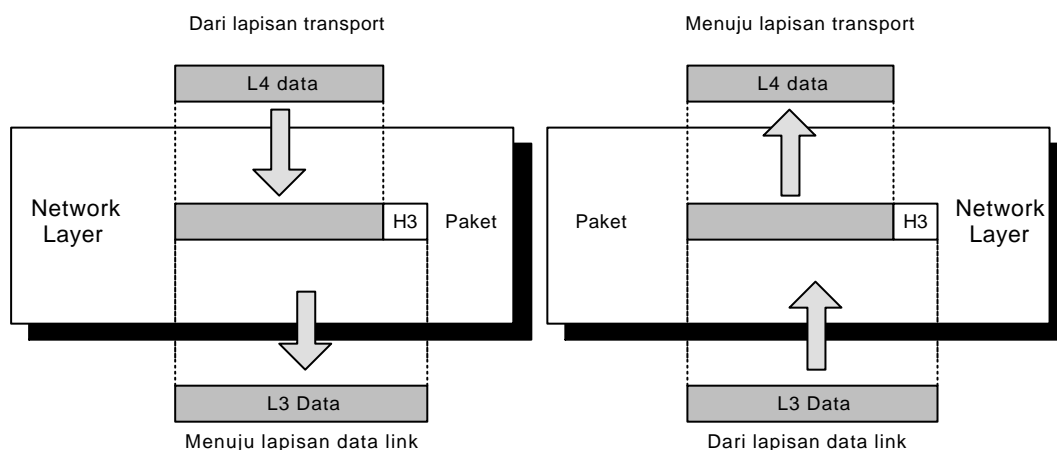 Dari lapisan transport
L4 data
Network
Layer
H3
Paket
L3 Data
Menuju lapisan data link
Menuju lapisan transport
L4 data
Paket
H3
Network
Layer
L3 Data
Dari lapisan data link